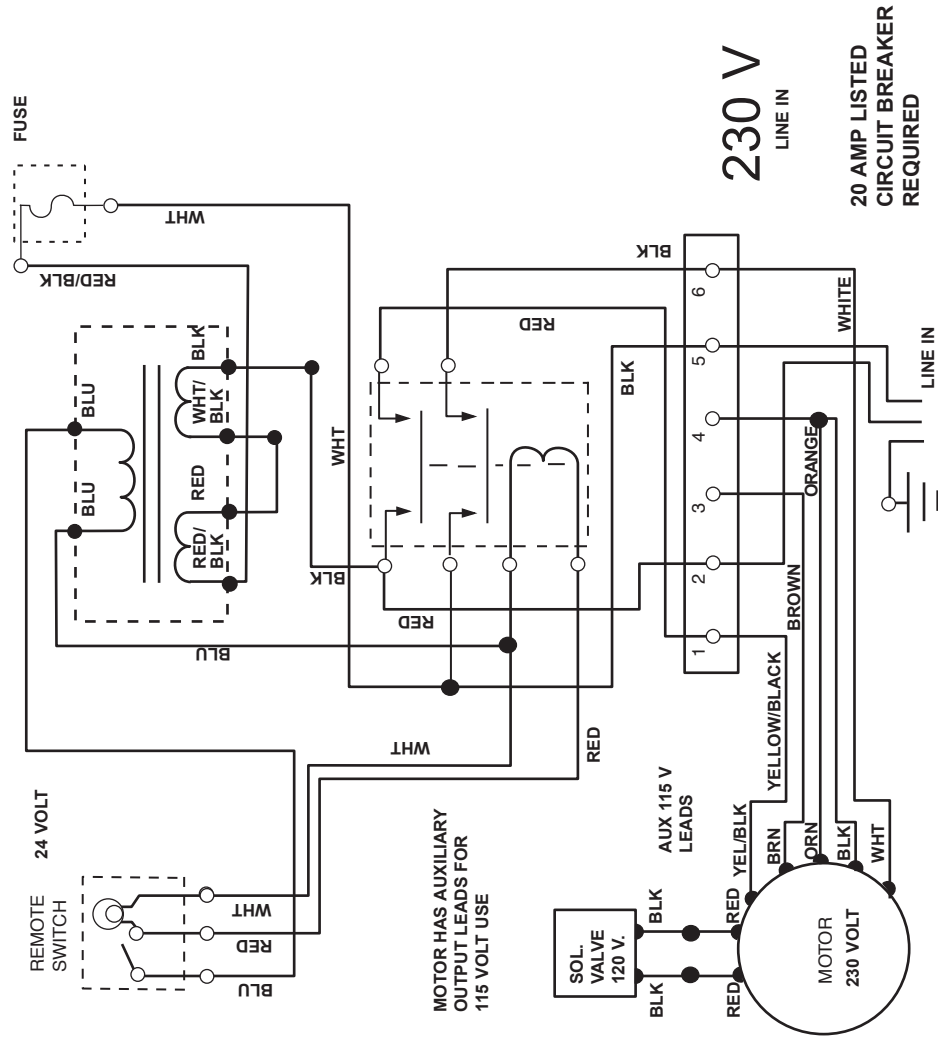 FUSE
WHT
RED/BLK
BLU
BLU
BLK
WHT/
BLK
RED
RED/
BLK
230 V
LINE IN
20 AMP LISTED
CIRCUIT BREAKER
REQUIRED
WHT
BLK
RED
BLK
RED
BLK
BLU
6
5
4
3
2
1
WHITE
LINE IN
ORANGE
BROWN
YELLOW/BLACK
WHT
RED
24 VOLT
REMOTE
SWITCH
WHT
RED
BLU
MOTOR HAS AUXILIARY
OUTPUT LEADS FOR
115 VOLT USE
AUX 115 V
LEADS
YEL/BLK
BRN
ORN
BLK
WHT
SOL.
VALVE
120 V.
BLK
BLK
RED
RED
MOTOR
230 VOLT